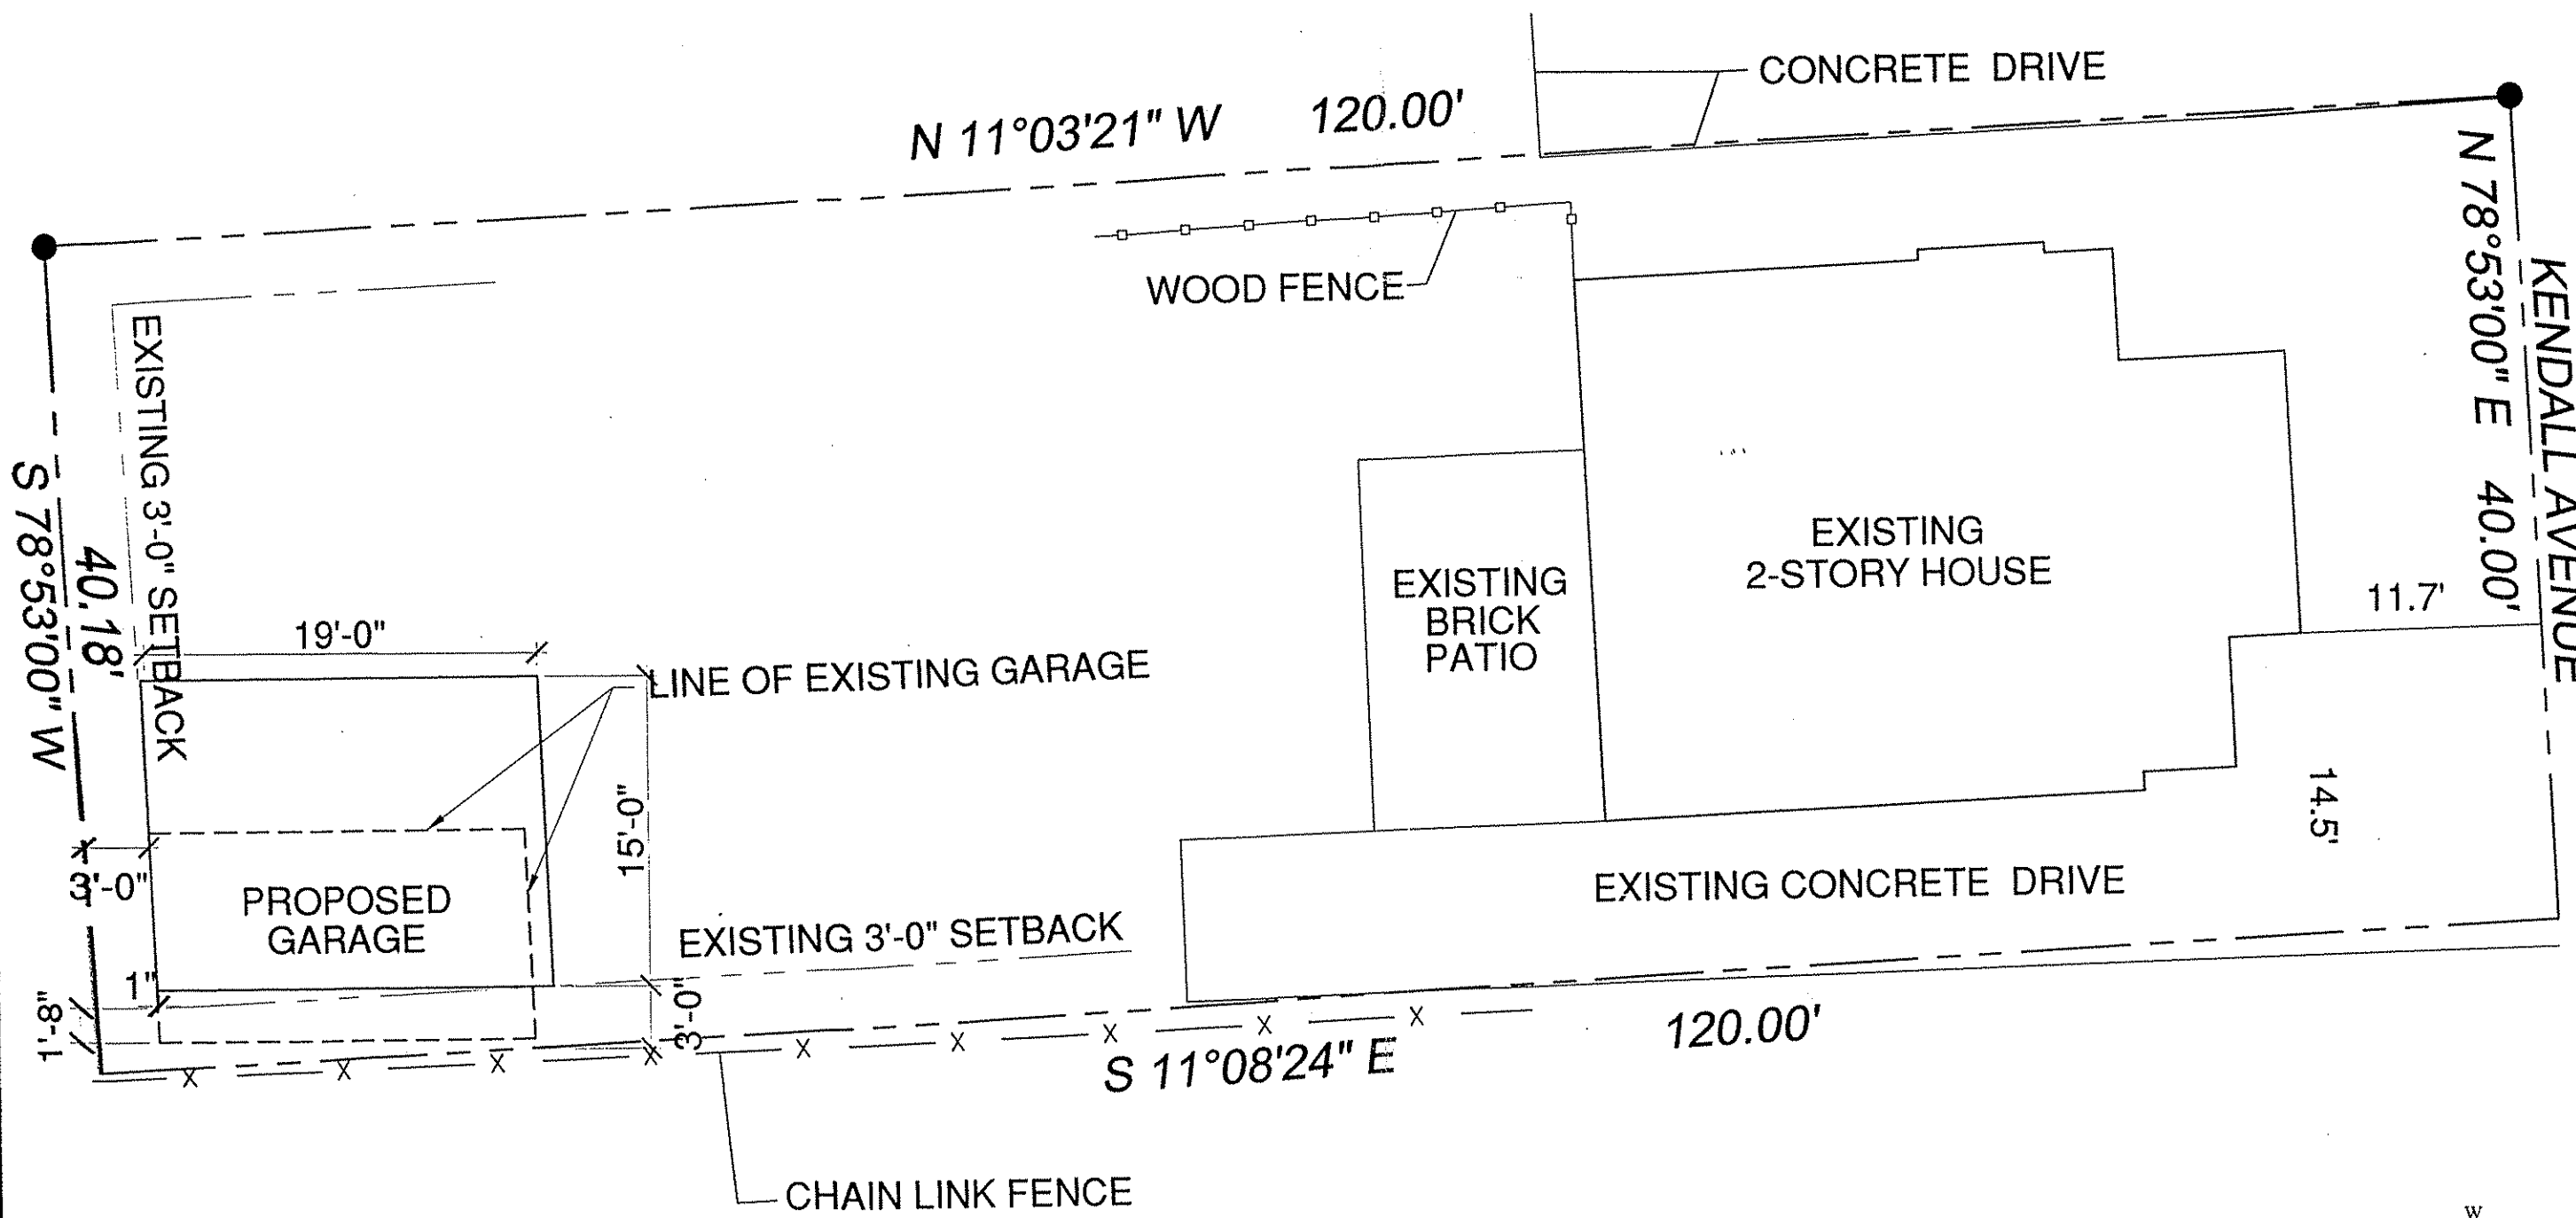 CONCRETE DRIVE
N 11°03'21" W 120.00'
N 78°53'00" E 40.00'
KENDALL AVENUE
WOOD FENCE
EXISTING 3'-0" SETBACK
S 78°53'00" W
40.18'
EXISTING
2-STORY HOUSE
EXISTING
BRICK
PATIO
11.7'
19'-0"
LINE OF EXISTING GARAGE
15'-0"
14.5'
3'-0"
PROPOSED
GARAGE
EXISTING CONCRETE DRIVE
EXISTING 3'-0" SETBACK
1"
1'-8"
3'-0"
X X X X X X X X X
S 11°08'24" E 120.00'
CHAIN LINK FENCE
W